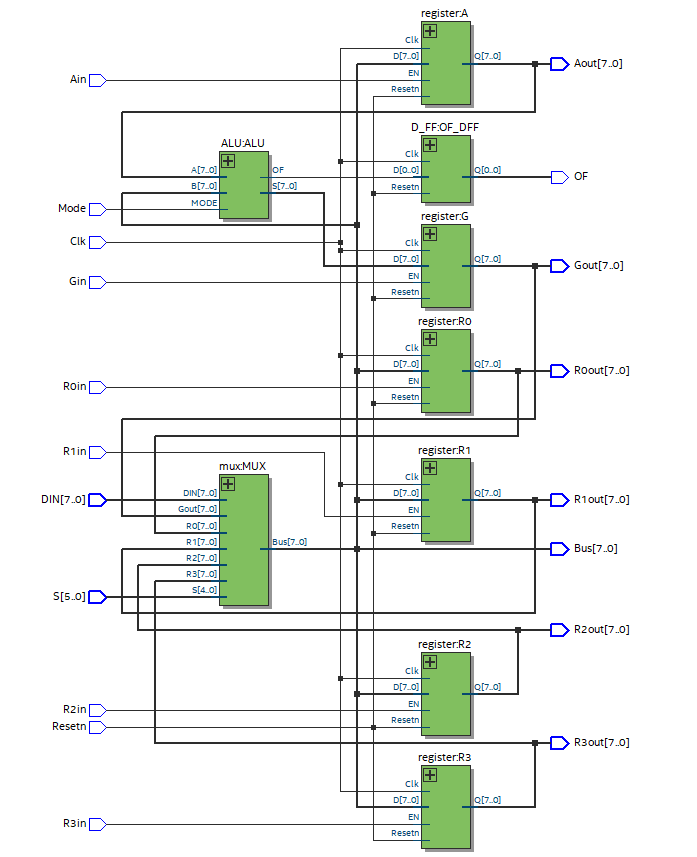 register:A
Clk
D[7..0] Q[7..0] Aout[7..0]
Ain EN
Resetn
D_FF:OF_DFF
ALU:ALU
Clk
A[7..0] OF D[0..0] Q[0..0] OF
B[7..0] S[7..0] Resetn
Mode MODE
register:G
Clk Clk
D[7..0] Q[7..0] Gout[7..0]
Gin EN
Resetn
register:R0
Clk
D[7..0] Q[7..0] R0out[7..0]
R0in EN
Resetn
R1in register:R1
mux:MUX
Clk
DIN[7..0] DIN[7..0] D[7..0] Q[7..0] R1out[7..0]
Gout[7..0] EN
R0[7..0] Resetn
R1[7..0] Bus[7..0] Bus[7..0]
R2[7..0]
R3[7..0]
S[5..0] S[4..0]
R2out[7..0]
register:R2
Clk
D[7..0] Q[7..0]
R2in EN
Resetn Resetn
R3out[7..0]
register:R3
Clk
D[7..0] Q[7..0]
R3in EN
Resetn